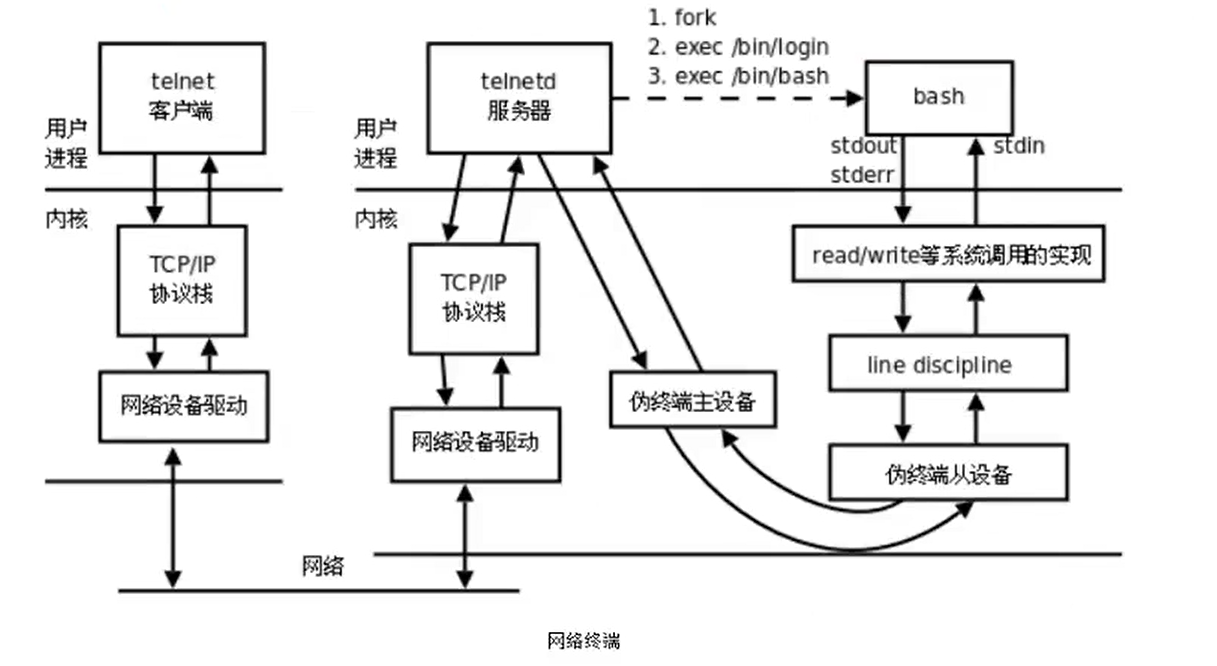 telnet
客户端
用户
进程
内核
TCP/IP
协议栈
网络设备驱动
telnetd
服务器
用户
进程
内核
TCP/IP
协议栈
网络设备驱动
1. fork
2. exec /bin/login
3. exec /bin/bash
bash
stdout
stderr
stdin
read/write等系统调用的实现
line discipline
伪终端主设备
伪终端从设备
网络
网络终端